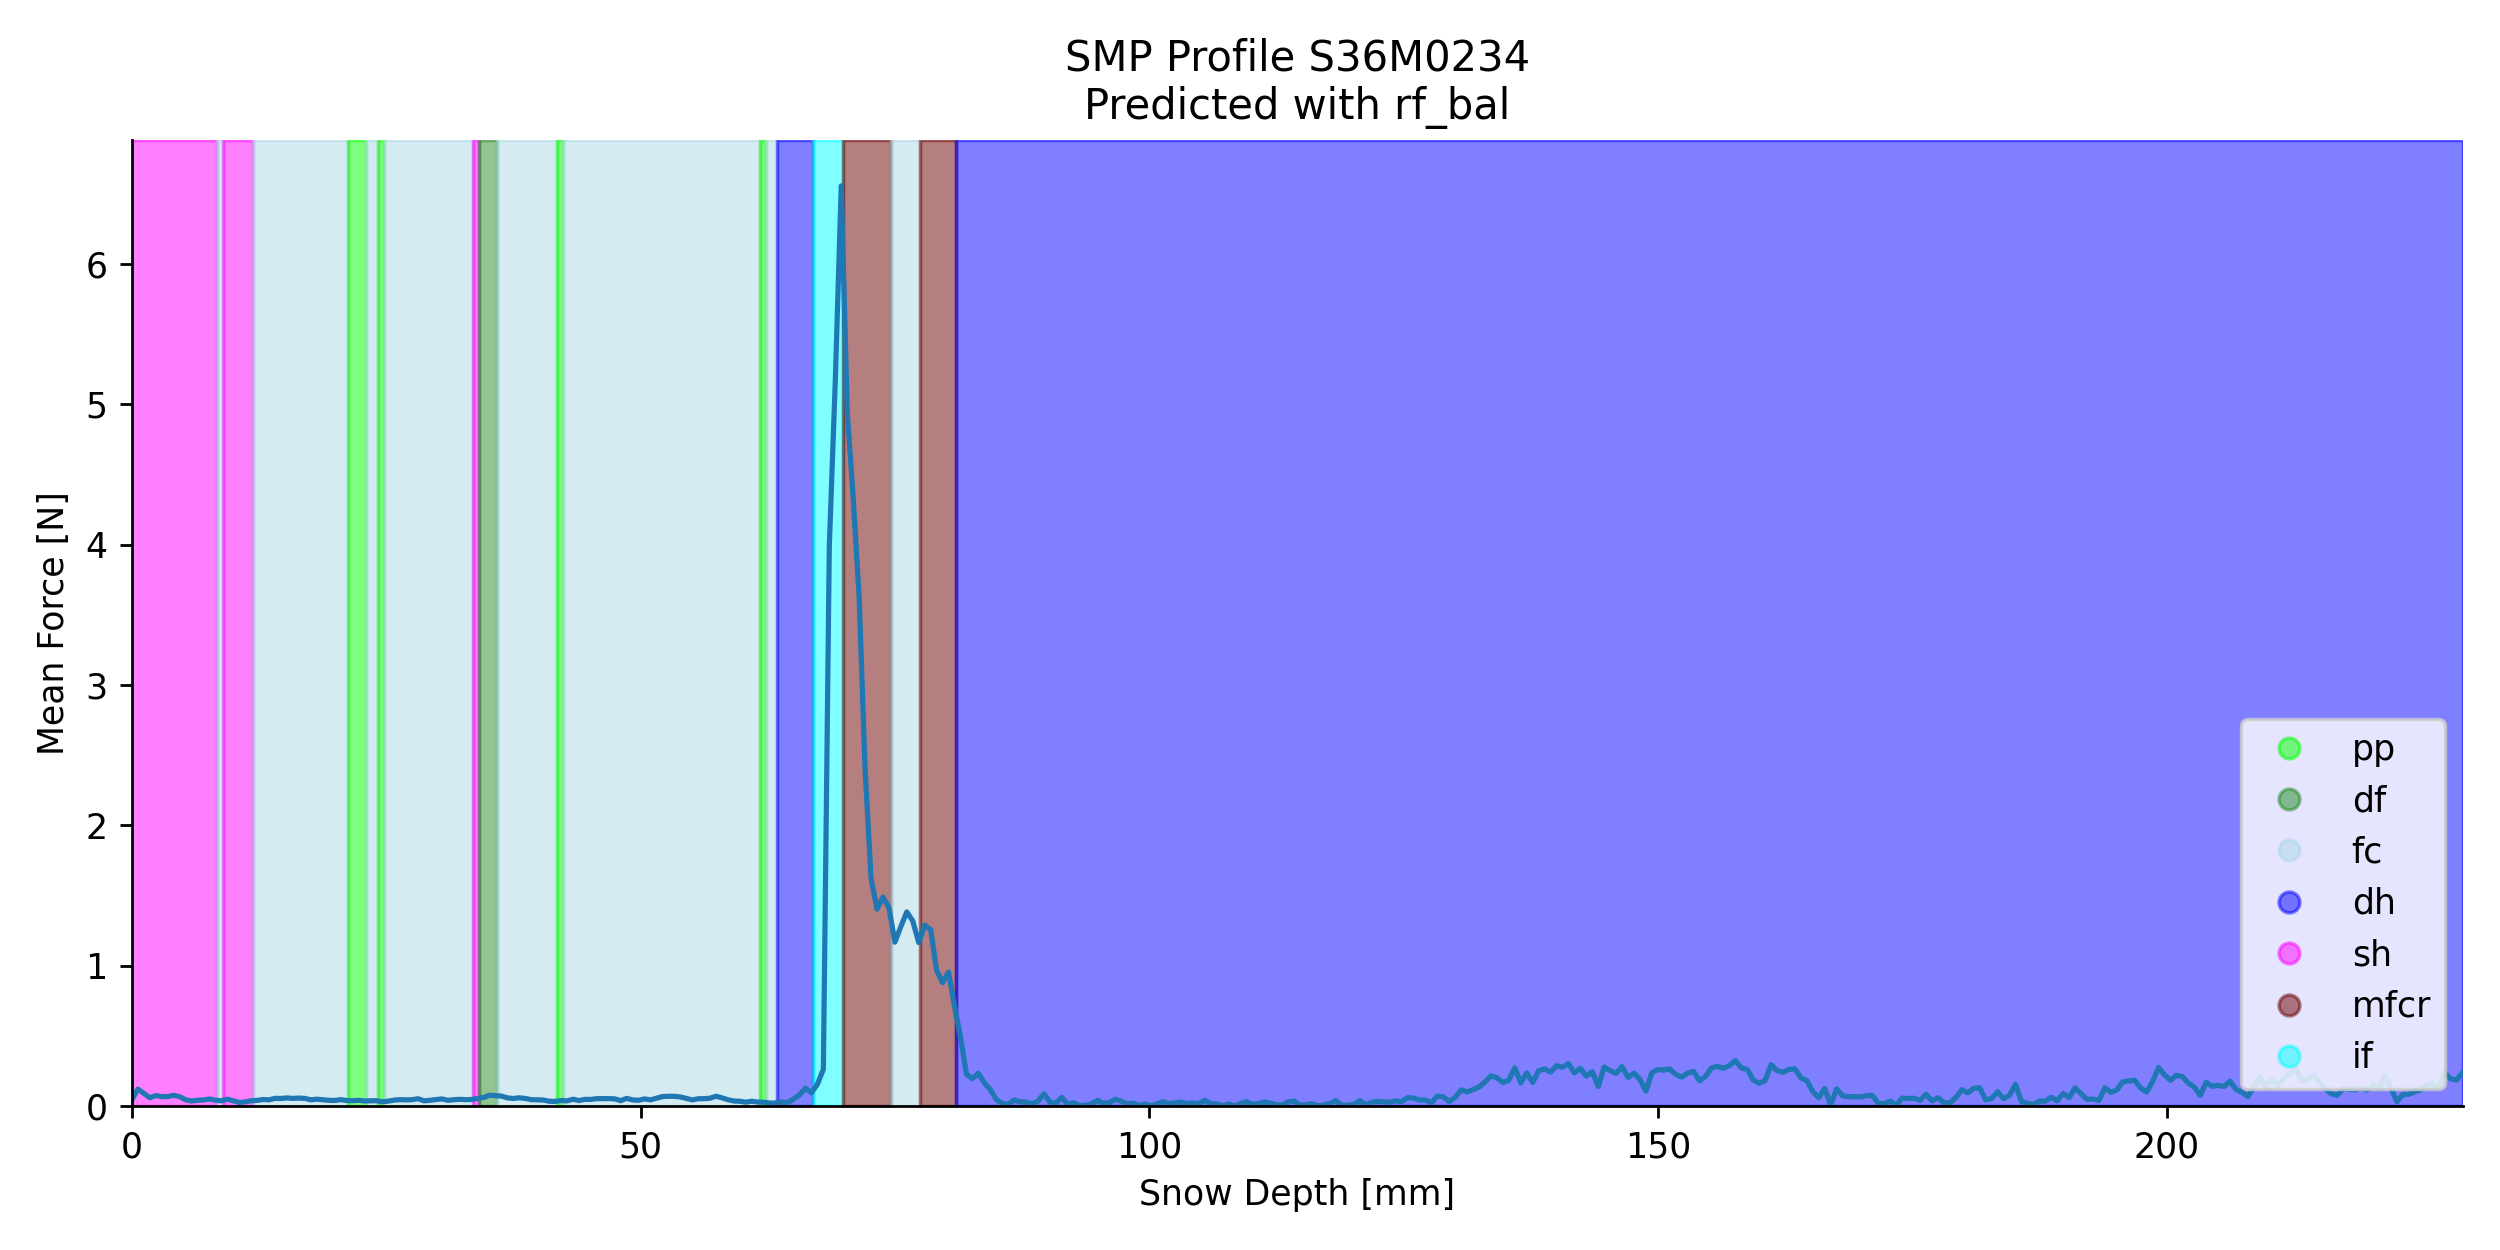 SMP Profile S36M0234
Predicted with rf_bal
Mean Force [N]
6
5
4
3
2
1
0
0
50
100
150
200
Snow Depth [mm]
pp
df
fc
dh
sh
mfcr
if